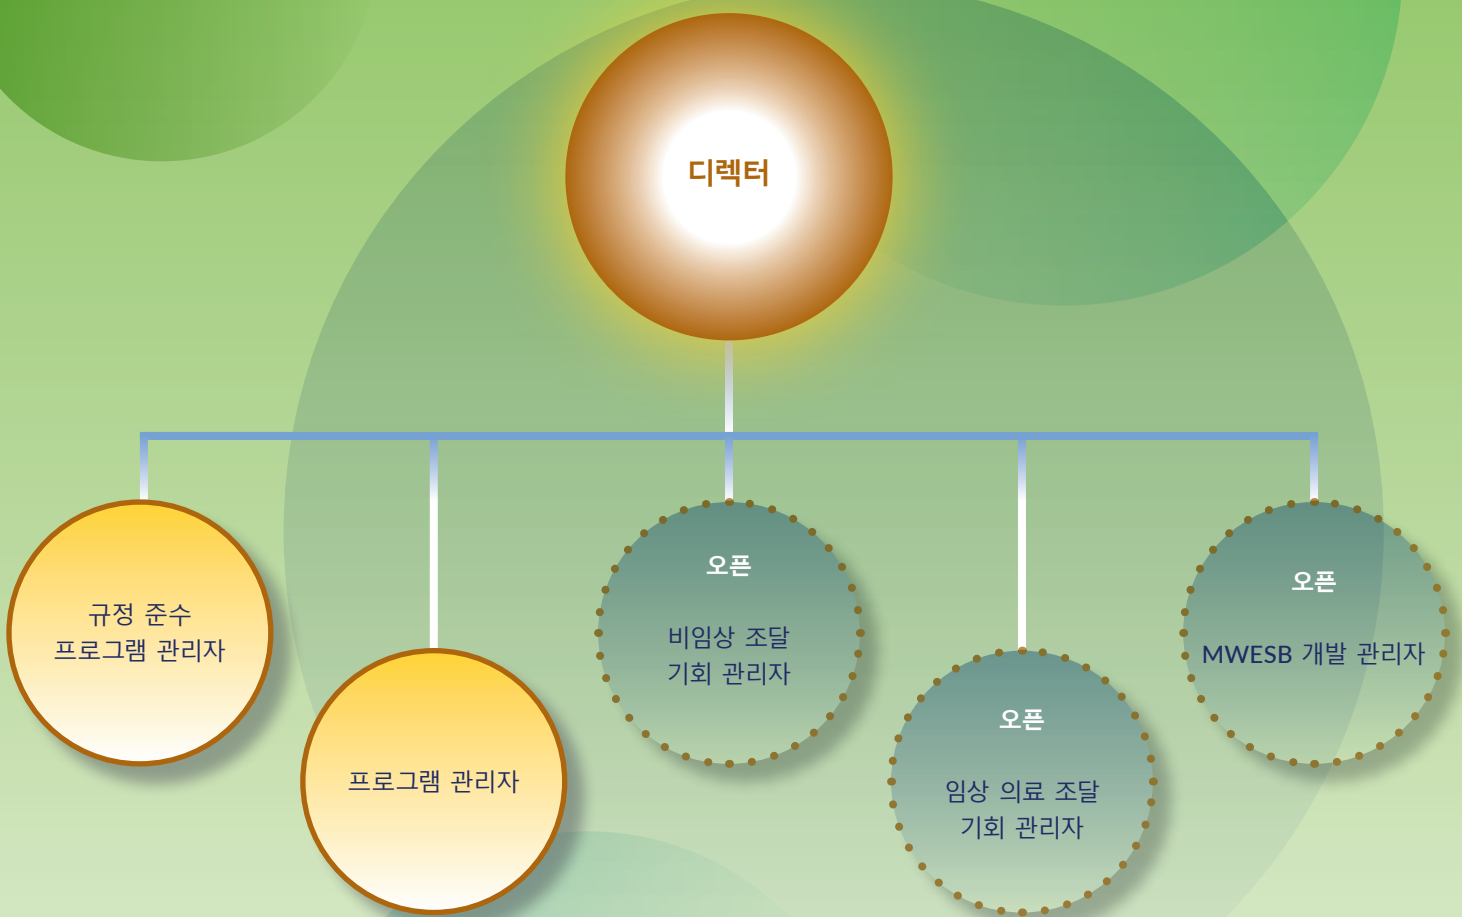 디렉터
규정 준수
프로그램 관리자
프로그램 관리자
오픈
비임상 조달
기회 관리자
오픈
임상 의료 조달
기회 관리자
오픈
MWESB 개발 관리자